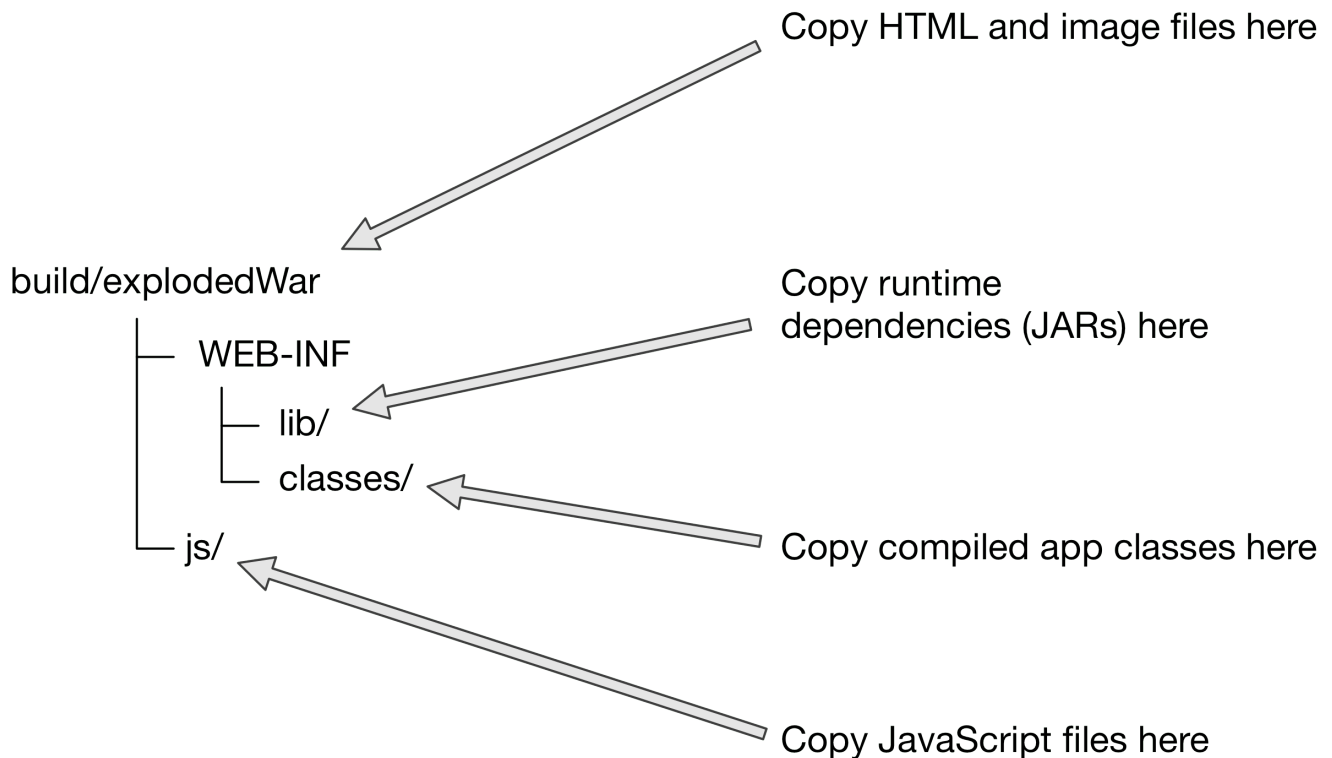 Copy HTML and image files here
build/explodedWar
Copy runtime
dependencies (JARs) here
WEB-INF
lib/
classes/
js/
Copy compiled app classes here
Copy JavaScript files here